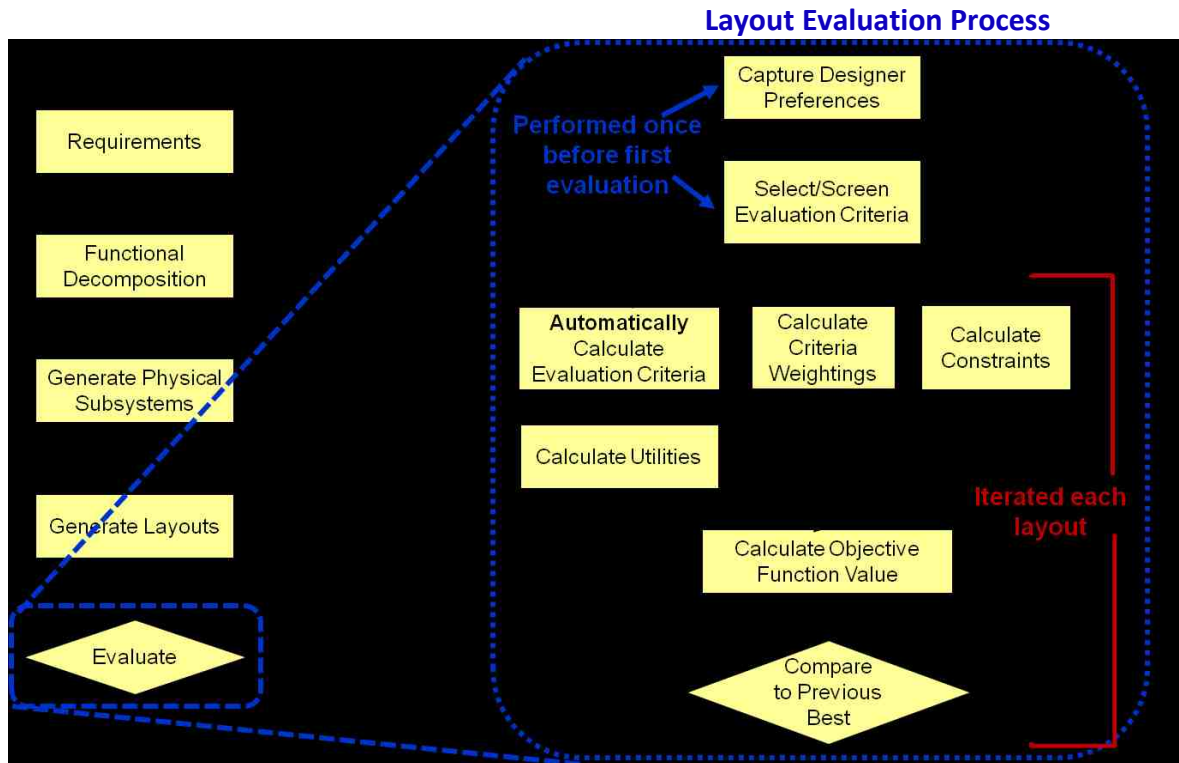 Layout Evaluation Process
Requirements
Functional
Decomposition
Generate Physical
Subsystems
Generate Layouts
Evaluate
Capture Designer
Preferences
Performed once
before first
evaluation
Select/Screen
Evaluation Criteria
Automatically
Calculate
Evaluation Criteria
Calculate
Criteria
Weightings
Calculate
Constraints
Calculate Utilities
Iterated each
layout
Calculate Objective
Function Value
Compare
to Previous
Best